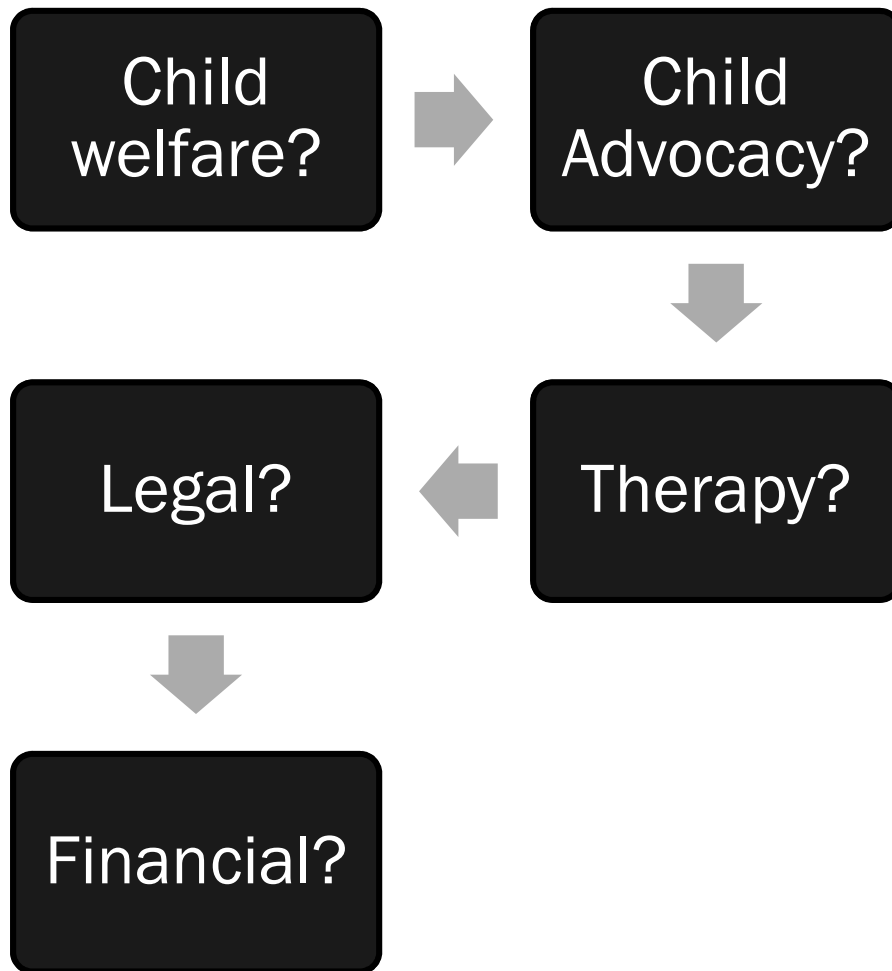 Child
welfare?
Child
Advocacy?
Therapy?
Legal?
Financial?